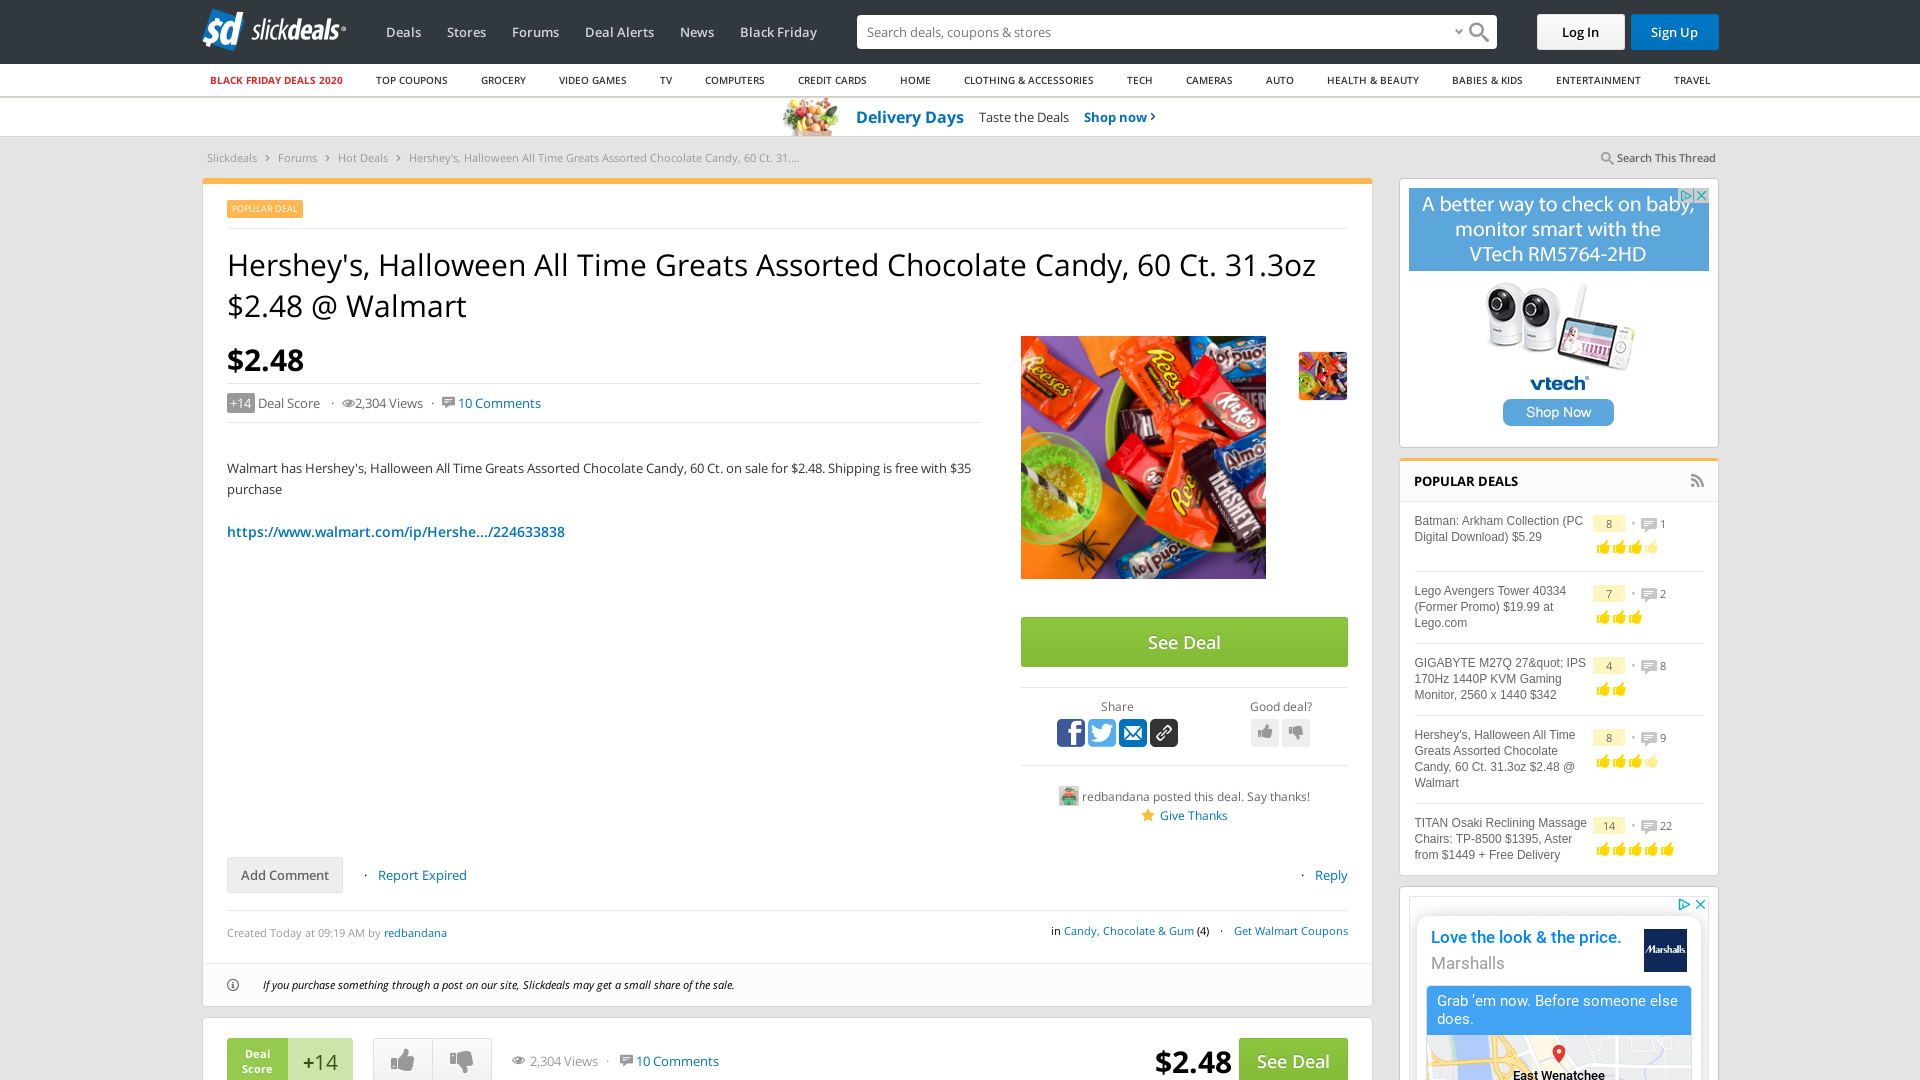 slickdeals
Deals
Stores
Forums
Deal Alerts
News
Black Friday
Search deals, coupons & stores
Log In
Sign Up
BLACK FRIDAY DEALS 2020
TOP COUPONS
GROCERY
VIDEO GAMES
TV
COMPUTERS
CREDIT CARDS
HOME
CLOTHING & ACCESSORIES
TECH
CAMERAS
AUTO
HEALTH & BEAUTY
BABIES & KIDS
ENTERTAINMENT
TRAVEL
Delivery Days Taste the Deals Shop now
Slickdeals > Forums > Hot Deals > Hershey's, Halloween All Time Greats Assorted Chocolate Candy, 60 Ct. 31....
Search This Thread
POPULAR DEAL
Hershey's, Halloween All Time Greats Assorted Chocolate Candy, 60 Ct. 31.3oz
$2.48 @ Walmart
$2.48
+14 Deal Score · 2,304 Views · 10 Comments
Walmart has Hershey's, Halloween All Time Greats Assorted Chocolate Candy, 60 Ct. on sale for $2.48. Shipping is free with $35
purchase
https://www.walmart.com/ip/Hershe.../224633838
REESE'S
Reese's
Kit Kat
HERSHEY'S
Almond Joy
See Deal
Share
Good deal?
redbandana posted this deal. Say thanks!
Give Thanks
Add Comment
· Report Expired
· Reply
Created Today at 09:19 AM by redbandana
in Candy, Chocolate & Gum (4) · Get Walmart Coupons
If you purchase something through a post on our site, Slickdeals may get a small share of the sale.
Deal
Score
+14
2,304 Views · 10 Comments
$2.48
See Deal
A better way to check on baby,
monitor smart with the
VTech RM5764-2HD
vtech
Shop Now
POPULAR DEALS
Batman: Arkham Collection (PC
Digital Download) $5.29
8 • 1
Lego Avengers Tower 40334
(Former Promo) $19.99 at
Lego.com
7 • 2
GIGABYTE M27Q 27&quot; IPS
170Hz 1440P KVM Gaming
Monitor, 2560 x 1440 $342
4 • 8
Hershey's, Halloween All Time
Greats Assorted Chocolate
Candy, 60 Ct. 31.3oz $2.48 @
Walmart
8 • 9
TITAN Osaki Reclining Massage
Chairs: TP-8500 $1395, Aster
from $1449 + Free Delivery
14 • 22
Love the look & the price.
Marshalls
Marshalls
Grab 'em now. Before someone else
does.
East Wenatchee